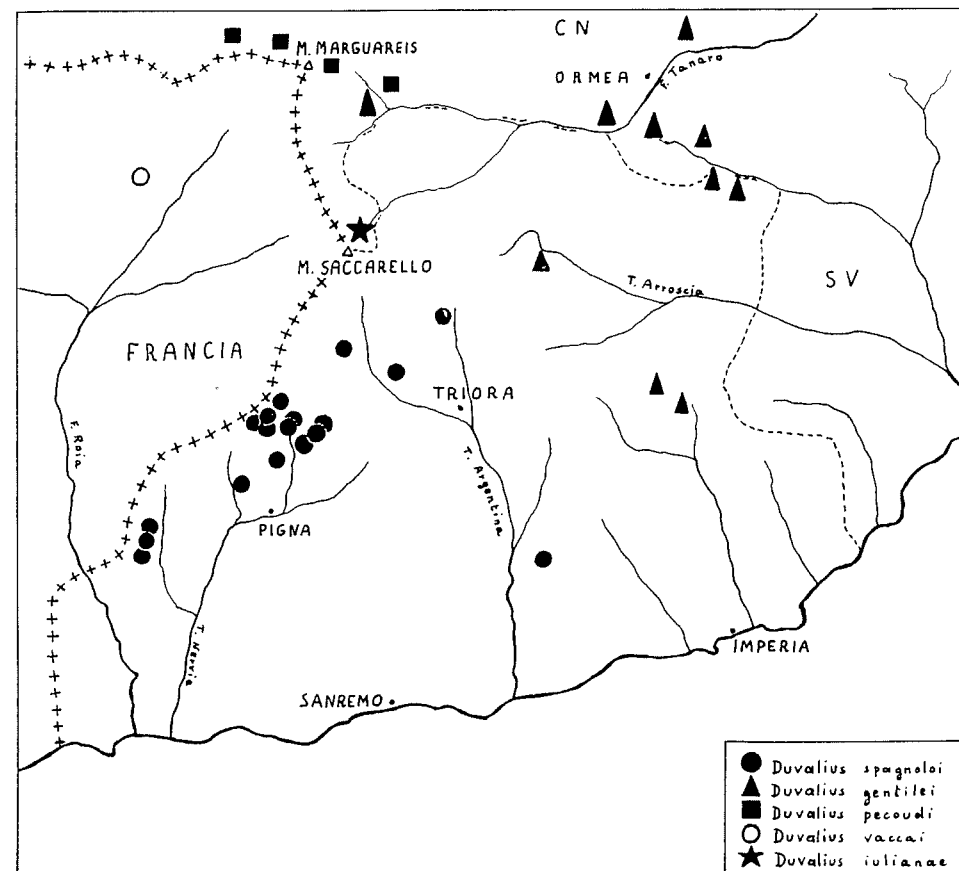 M. MARGUAREIS
CN
ORMEA
F. Tanaro
M. SACCARELLO
T. Arroscia
SV
FRANCIA
TRIORA
F. Roia
T. Argentina
PIGNA
T. Nervia
IMPERIA
SANREMO
Duvalius spagnoloi
Duvalius gentilei
Duvalius pecoudi
Duvalius vaccai
Duvalius iulianae